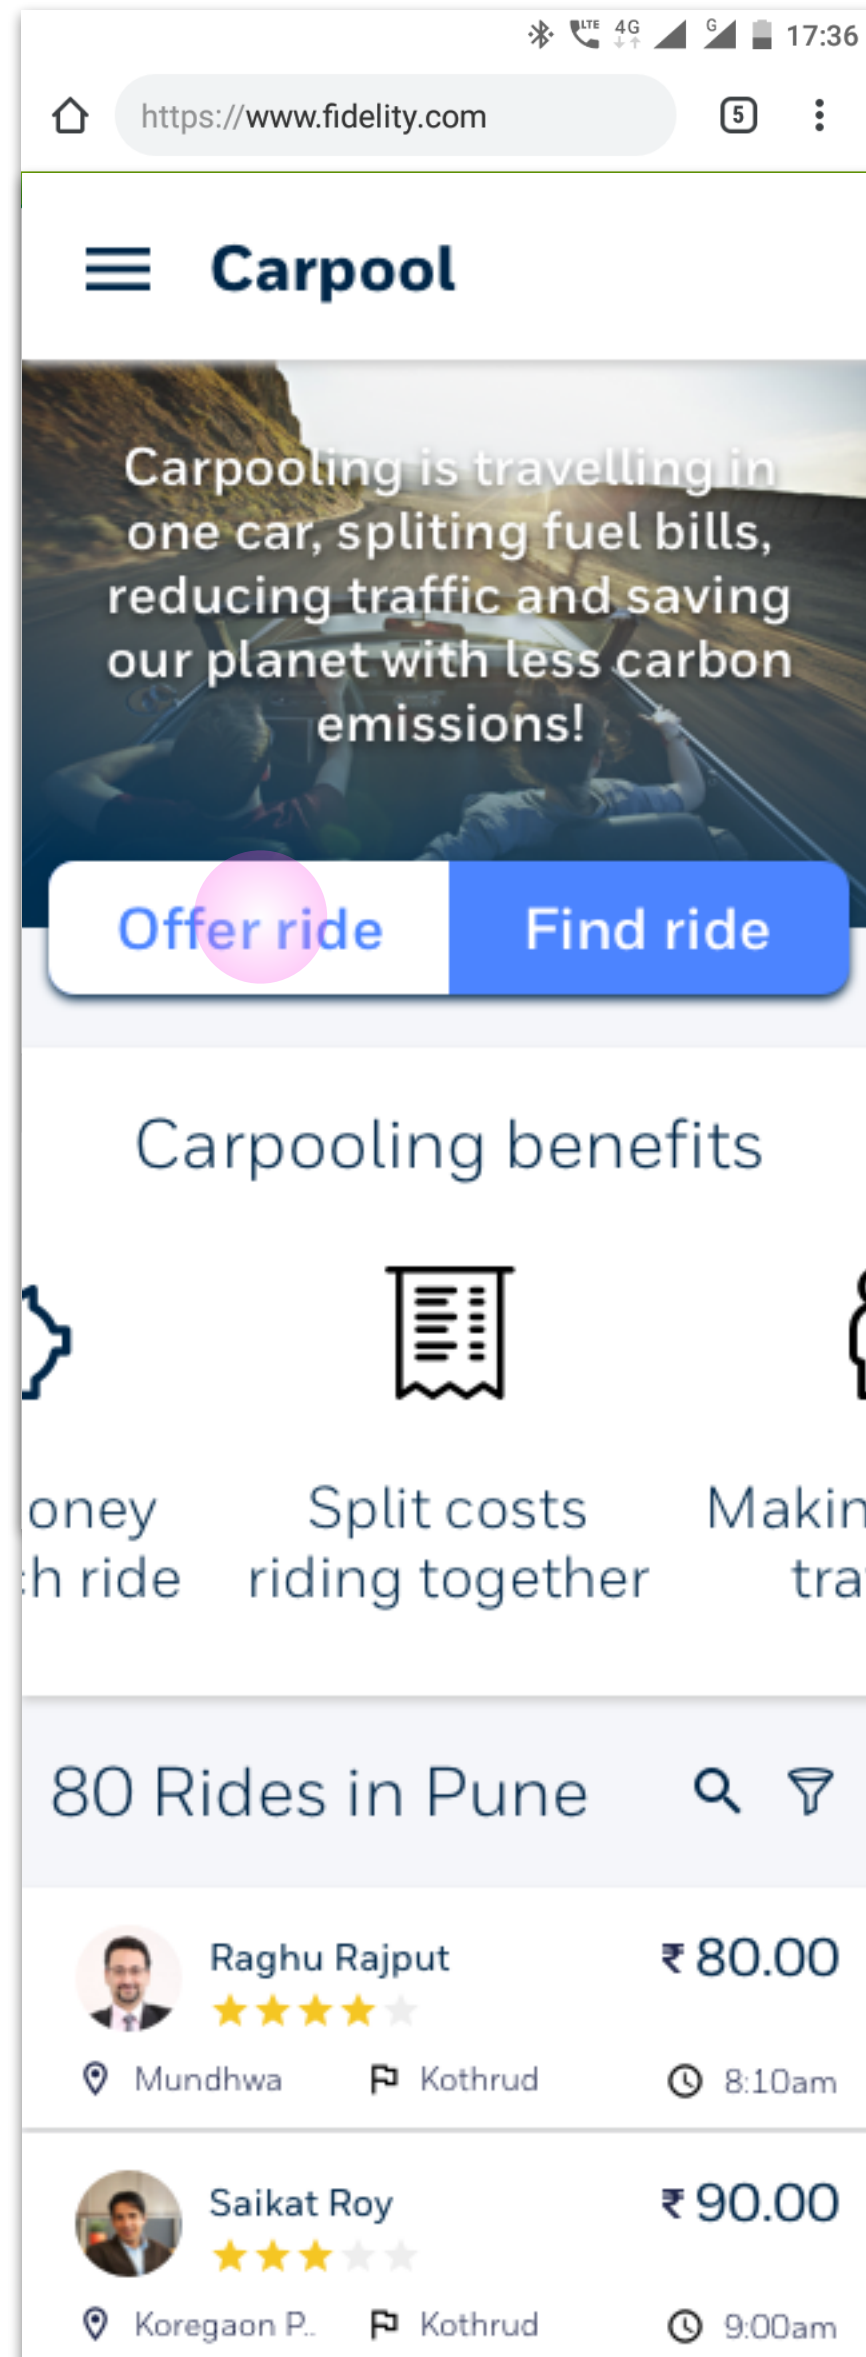 LTE 4G G 17:36
https://www.fidelity.com 5
Carpool
Carpooling is travelling in
one car, spliting fuel bills,
reducing traffic and saving
our planet with less carbon
emissions!
Offer ride Find ride
Carpooling benefits
oney Split costs Makin
h ride riding together tra
80 Rides in Pune
Raghu Rajput ₹ 80.00
Mundhwa Kothrud 8:10am
Saikat Roy ₹ 90.00
Koregaon P.. Kothrud 9:00am